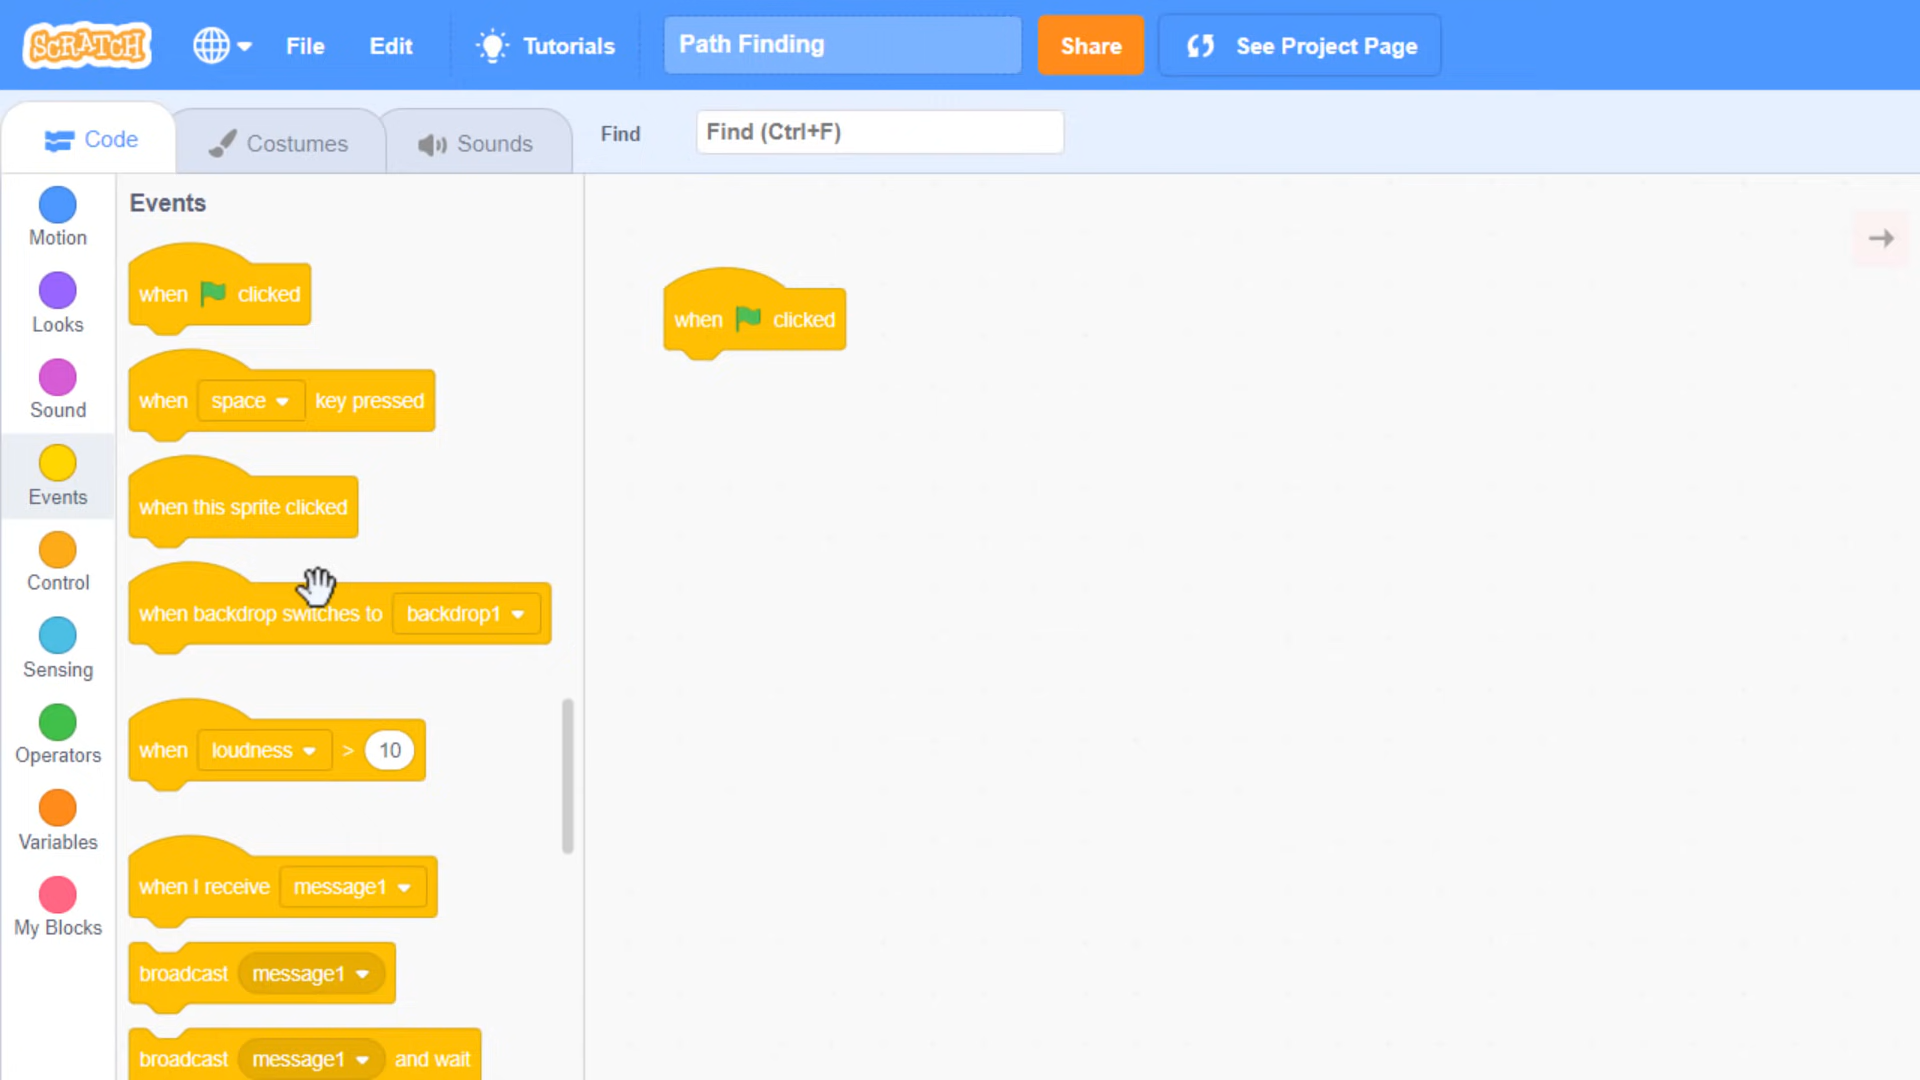 SCRATCH File Edit Tutorials Path Finding Share See Project Page
Code Costumes Sounds Find Find (Ctrl+F)
Motion
Looks
Sound
Events
Control
Sensing
Operators
Variables
My Blocks
Events
when clicked
when space key pressed
when this sprite clicked
when backdrop switches to backdrop1
when loudness > 10
when I receive message1
broadcast message1
broadcast message1 and wait
when clicked